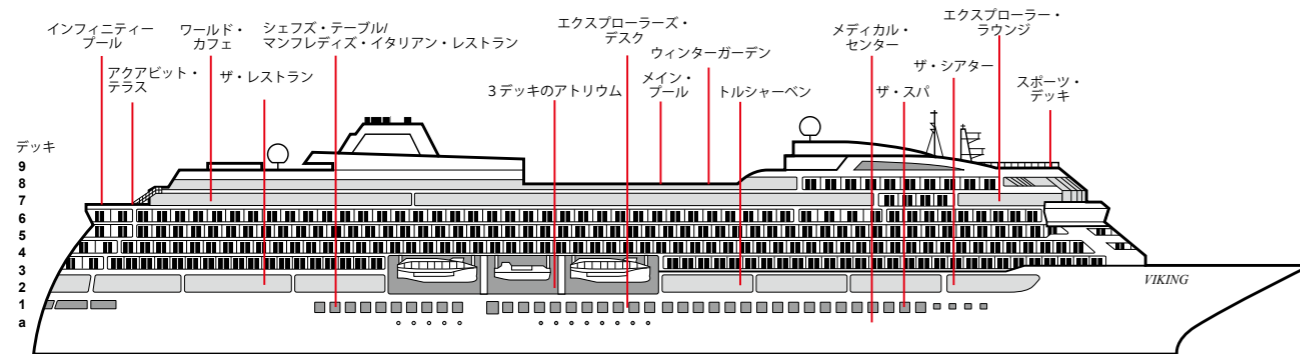 インフィニティー
プール
ワールド・
カフェ
シェフズ・テーブル/
マンフレディズ・イタリアン・レストラン
エクスプローラーズ・
デスク
メディカル・
センター
エクスプローラー・
ラウンジ
ウィンターガーデン
アクアビット・
テラス
ザ・レストラン
3デッキのアトリウム
メイン・
プール
トルシャーベン
ザ・スパ
ザ・シアター
スポーツ・
デッキ
デッキ
9
8
7
6
5
4
3
2
1
a
VIKING